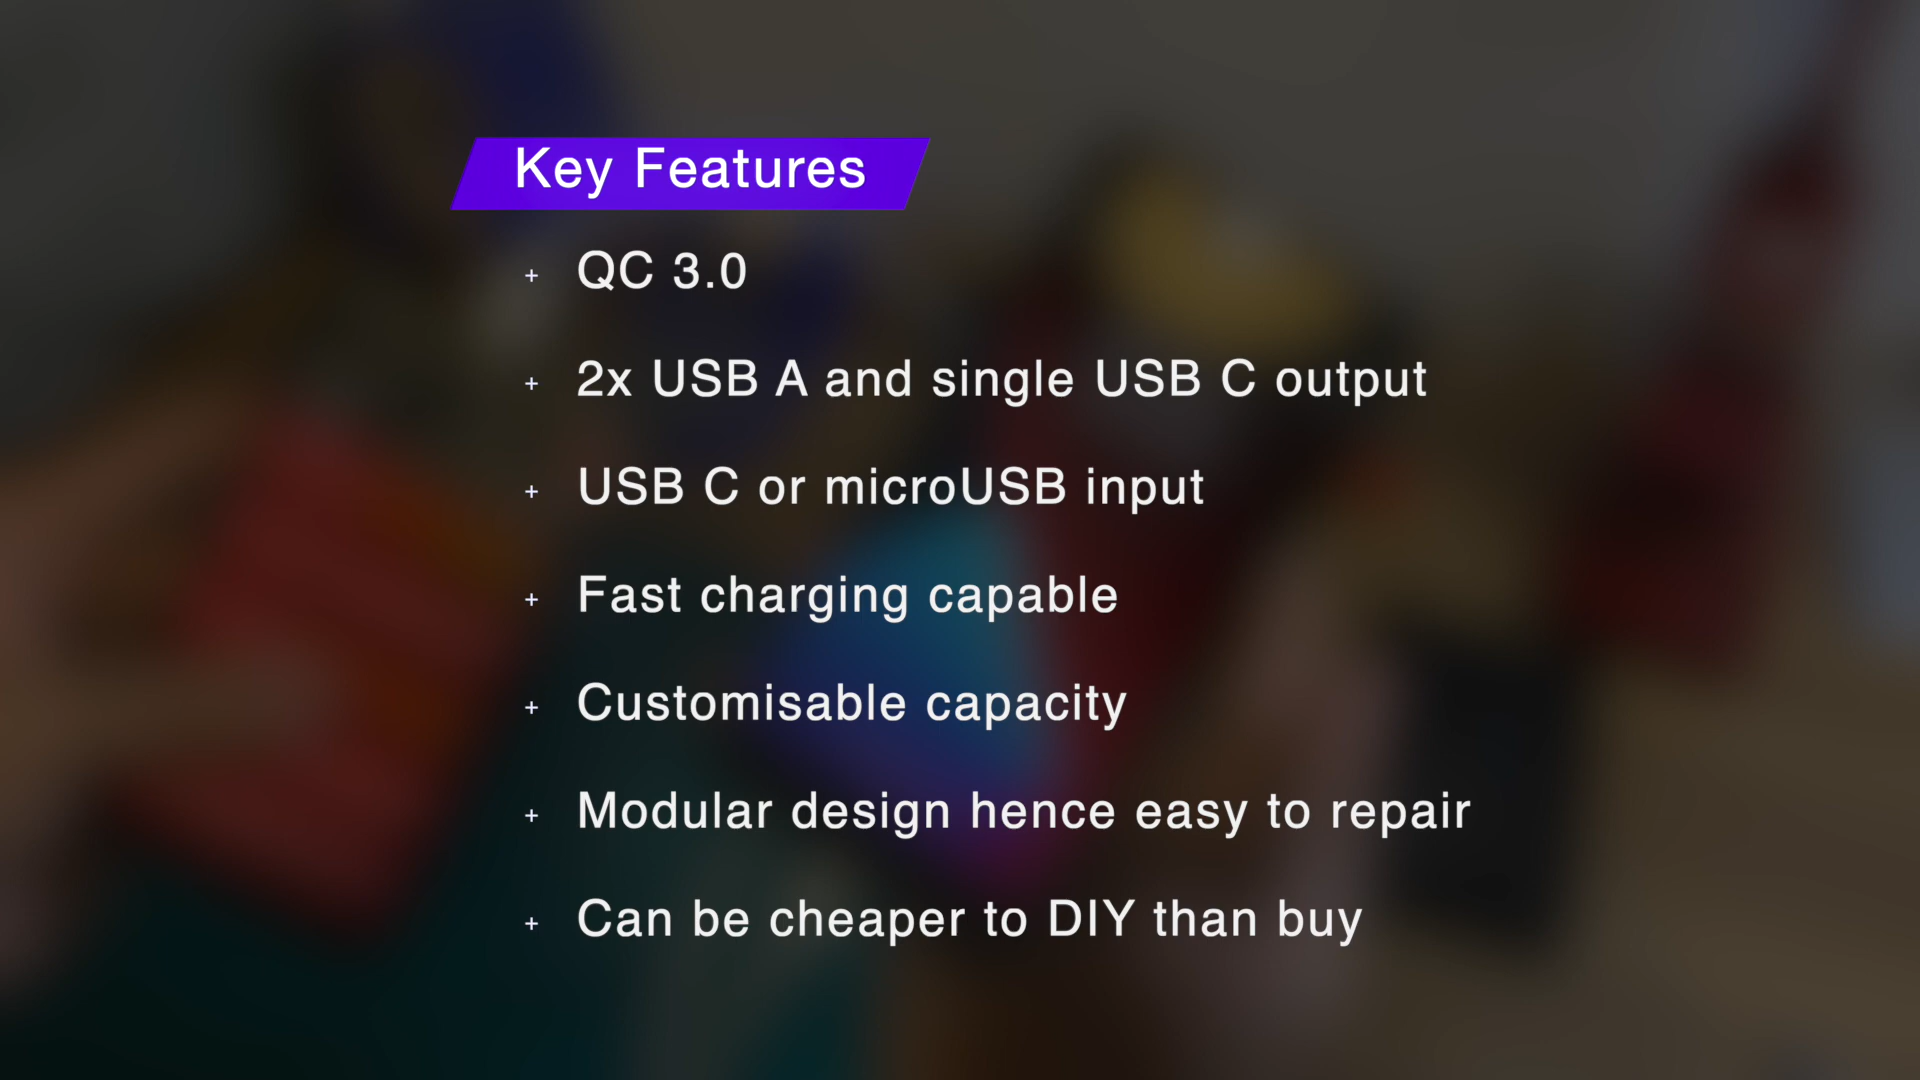 Key Features
+ QC 3.0
+ 2x USB A and single USB C output
+ USB C or microUSB input
+ Fast charging capable
+ Customisable capacity
+ Modular design hence easy to repair
+ Can be cheaper to DIY than buy